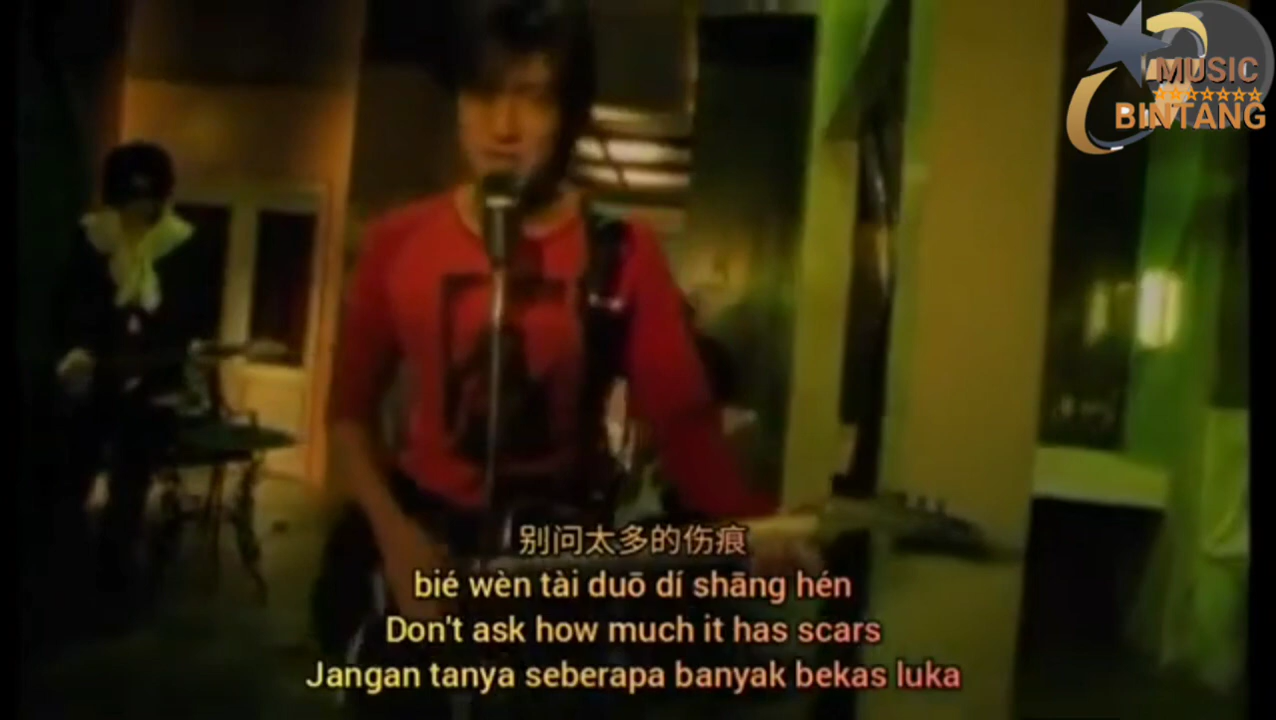 MUSIC
BINTANG
别问太多的伤痕
bié wèn tài duō dí shāng hén
Don't ask how much it has scars
Jangan tanya seberapa banyak bekas luka